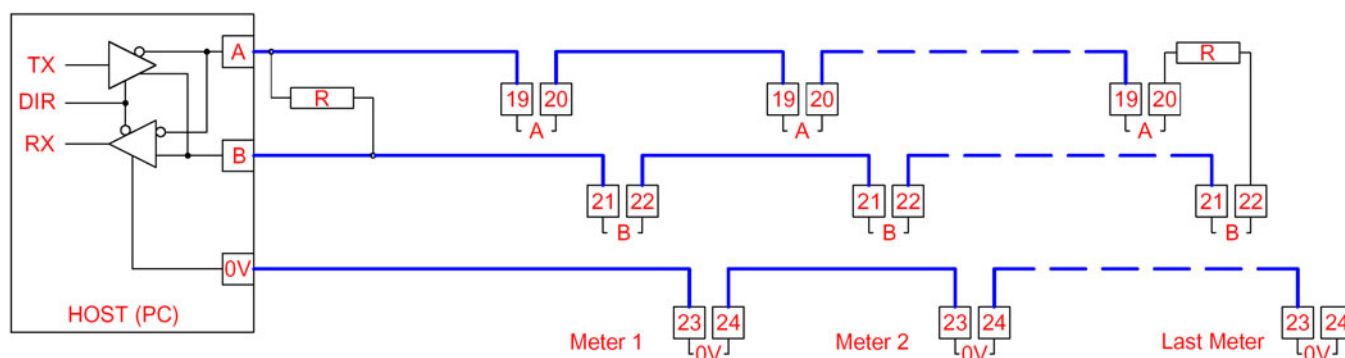 A
TX
R
DIR
R
19 20
19 20
19 20
A
A
A
RX
B
21 22
21 22
21 22
B
B
B
0V
HOST (PC)
23 24
23 24
23 24
Meter 1
Meter 2
Last Meter
0V
0V
0V